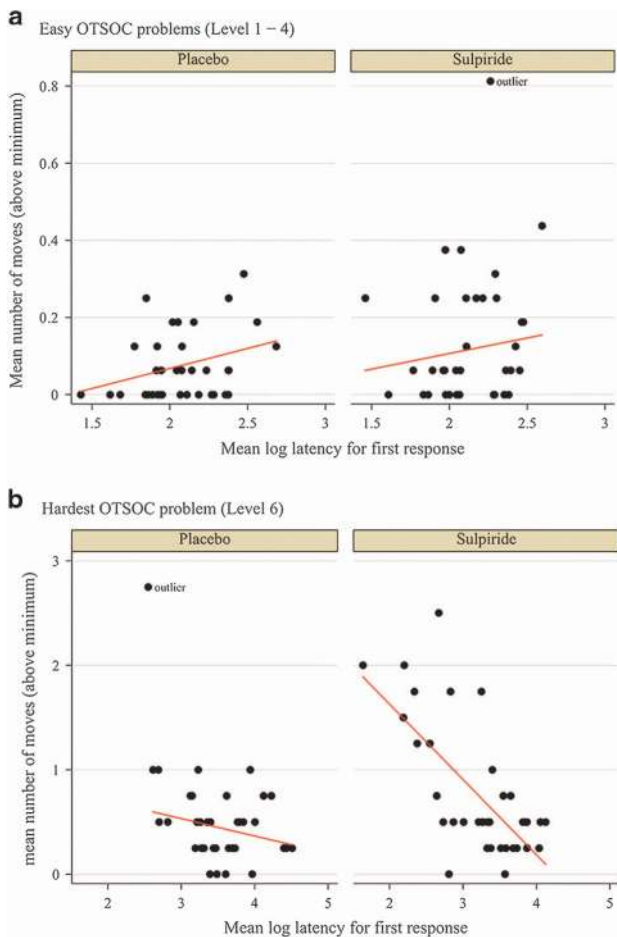 a Easy OTSOC problems (Level 1 – 4)
Placebo
Sulpiride
outlier
Mean number of moves (above minimum)
0.8
0.6
0.4
0.2
0
1.5 2 2.5 3
1.5 2 2.5 3
Mean log latency for first response
b Hardest OTSOC problem (Level 6)
Placebo
Sulpiride
outlier
mean number of moves (above minimum)
3
2
1
0
2 3 4 5
2 3 4 5
Mean log latency for first response